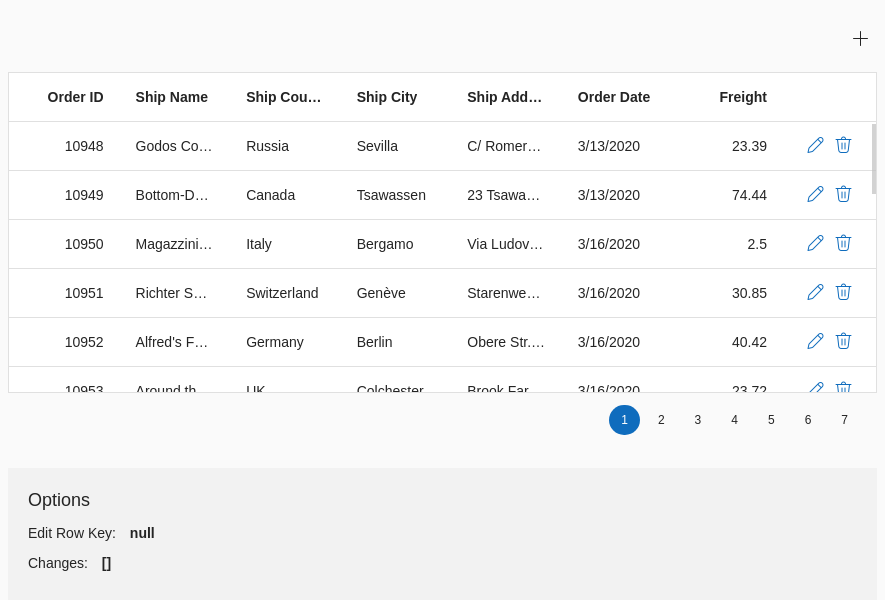 Order ID Ship Name Ship Cou… Ship City Ship Add… Order Date Freight
10948 Godos Co… Russia Sevilla C/ Romer… 3/13/2020 23.39
10949 Bottom-D… Canada Tsawassen 23 Tsawa… 3/13/2020 74.44
10950 Magazzini… Italy Bergamo Via Ludov… 3/16/2020 2.5
10951 Richter S… Switzerland Genève Starenwe… 3/16/2020 30.85
10952 Alfred's F… Germany Berlin Obere Str.… 3/16/2020 40.42
10953 Around th… UK Colchester Brook Far… 3/16/2020 23.72
1 2 3 4 5 6 7
Options
Edit Row Key: null
Changes: []